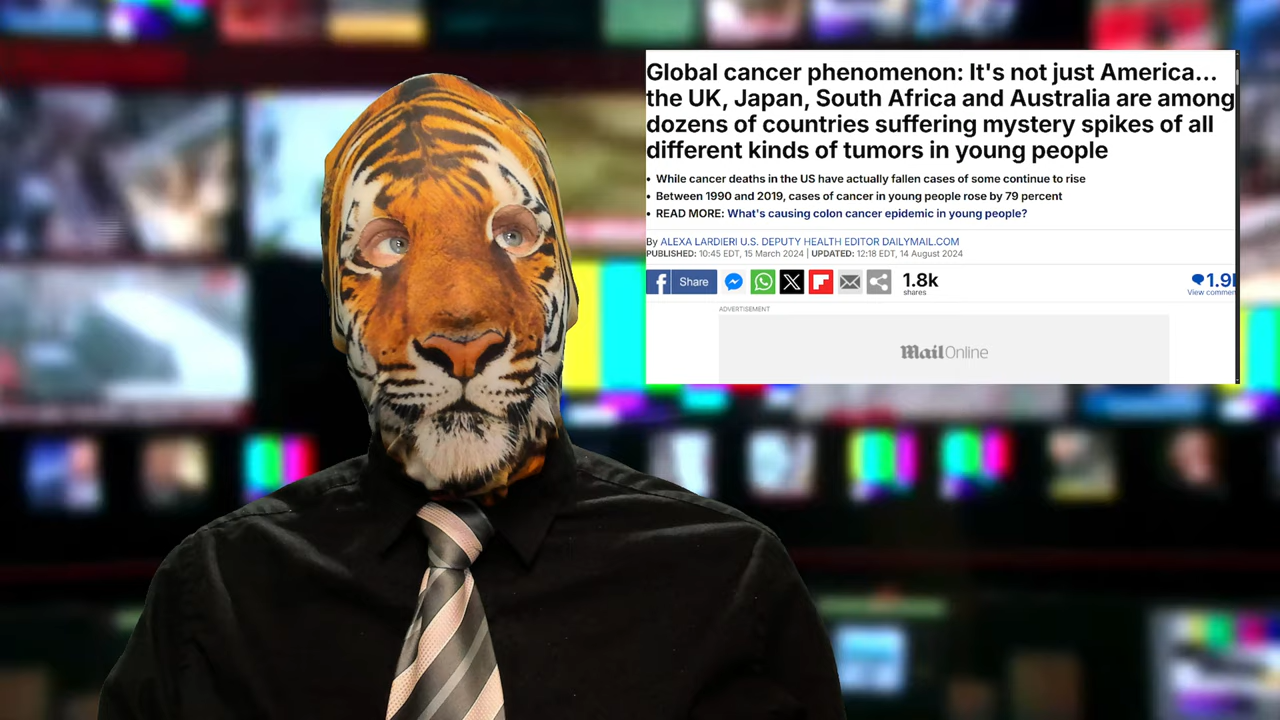 Global cancer phenomenon: It's not just America...
the UK, Japan, South Africa and Australia are among
dozens of countries suffering mystery spikes of all
different kinds of tumors in young people
• While cancer deaths in the US have actually fallen cases of some continue to rise
• Between 1990 and 2019, cases of cancer in young people rose by 79 percent
• READ MORE: What's causing colon cancer epidemic in young people?
By ALEXA LARDIERI U.S. DEPUTY HEALTH EDITOR DAILYMAIL.COM
PUBLISHED: 10:45 EDT, 15 March 2024 | UPDATED: 12:18 EDT, 14 August 2024
Share
1.8k
shares
1.9
View
ADVERTISEMENT
MailOnline